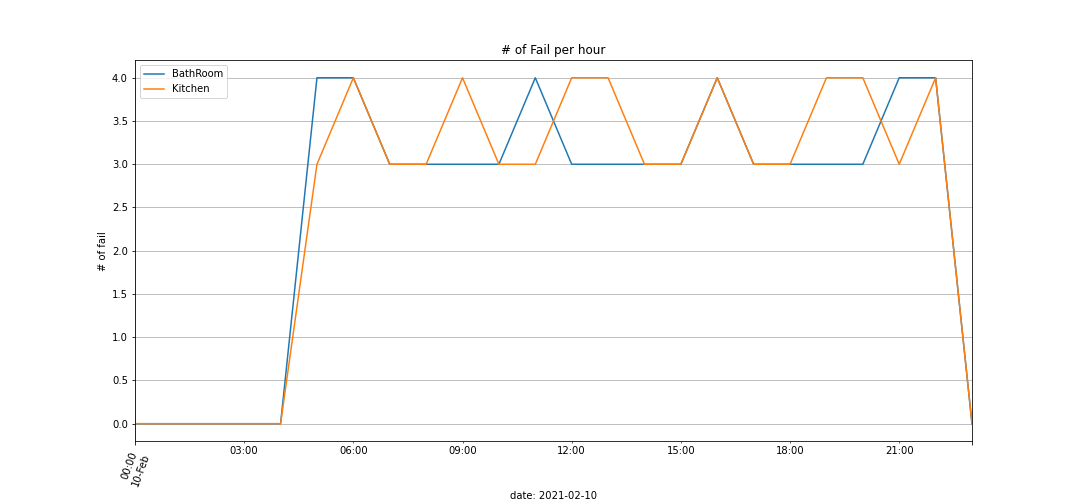 # of Fail per hour
BathRoom
Kitchen
# of fail
4.0
3.5
3.0
2.5
2.0
1.5
1.0
0.5
0.0
00:00
10-Feb
03:00
06:00
09:00
12:00
15:00
18:00
21:00
date: 2021-02-10